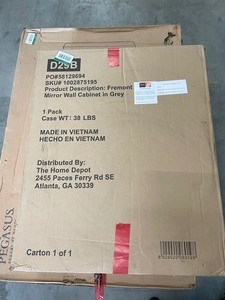 D29B
PO#58129694
SKU# 1002875195
Product Description: Fremont
Mirror Wall Cabinet in Grey
1 Pack
Case WT: 38 LBS
MADE IN VIETNAM
HECHO EN VIETNAM
Distributed By:
The Home Depot
2455 Paces Ferry Rd SE
Atlanta, GA 30339
Carton 1 of 1
PEGASUS